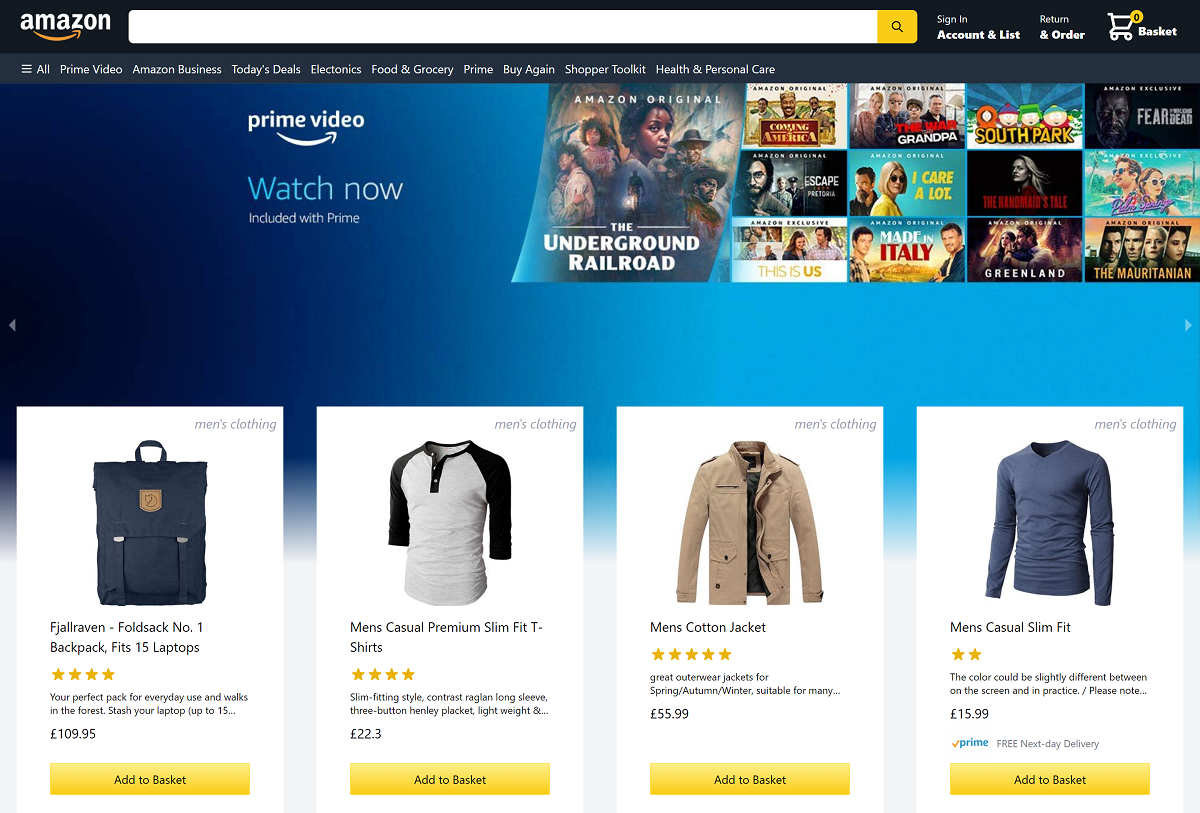 amazon
Sign In
Account & List
Return
& Order
0
Basket
All Prime Video Amazon Business Today's Deals Electonics Food & Grocery Prime Buy Again Shopper Toolkit Health & Personal Care
prime video
Watch now
Included with Prime
AMAZON ORIGINAL
THE
UNDERGROUND
RAILROAD
AMAZON ORIGINAL
COMING
AMERICA
AMAZON ORIGINAL
THE WAR
GRANDPA
SOUTH PARK
AMAZON EXCLUSIVE
FEAR THE WALKING
DEAD
AMAZON ORIGINAL
ESCAPE
PRETORIA
AMAZON ORIGINAL
I CARE
A LOT.
THE HANDMAID'S TALE
AMAZON EXCLUSIVE
Palm Springs
AMAZON EXCLUSIVE
THIS IS US
AMAZON ORIGINAL
MADE IN
ITALY
AMAZON ORIGINAL
GREENLAND
AMAZON ORIGINAL
THE MAURITANIAN
men's clothing
Fjallraven - Foldsack No. 1
Backpack, Fits 15 Laptops
Your perfect pack for everyday use and walks
in the forest. Stash your laptop (up to 15...
£109.95
Add to Basket
men's clothing
Mens Casual Premium Slim Fit T-
Shirts
Slim-fitting style, contrast raglan long sleeve,
three-button henley placket, light weight &...
£22.3
Add to Basket
men's clothing
Mens Cotton Jacket
great outerwear jackets for
Spring/Autumn/Winter, suitable for many...
£55.99
Add to Basket
men's clothing
Mens Casual Slim Fit
The color could be slightly different between
on the screen and in practice. / Please note...
£15.99
prime FREE Next-day Delivery
Add to Basket